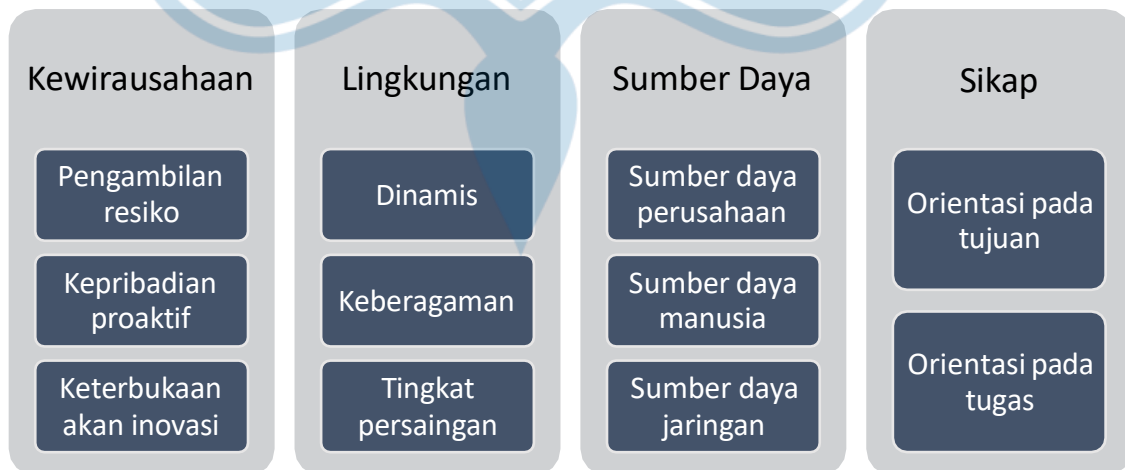 Kewirausahaan
Pengambilan
resiko
Kepribadian
proaktif
Keterbukaan
akan inovasi
Lingkungan
Dinamis
Keberagaman
Tingkat
persaingan
Sumber Daya
Sumber daya
perusahaan
Sumber daya
manusia
Sumber daya
jaringan
Sikap
Orientasi pada
tujuan
Orientasi pada
tugas